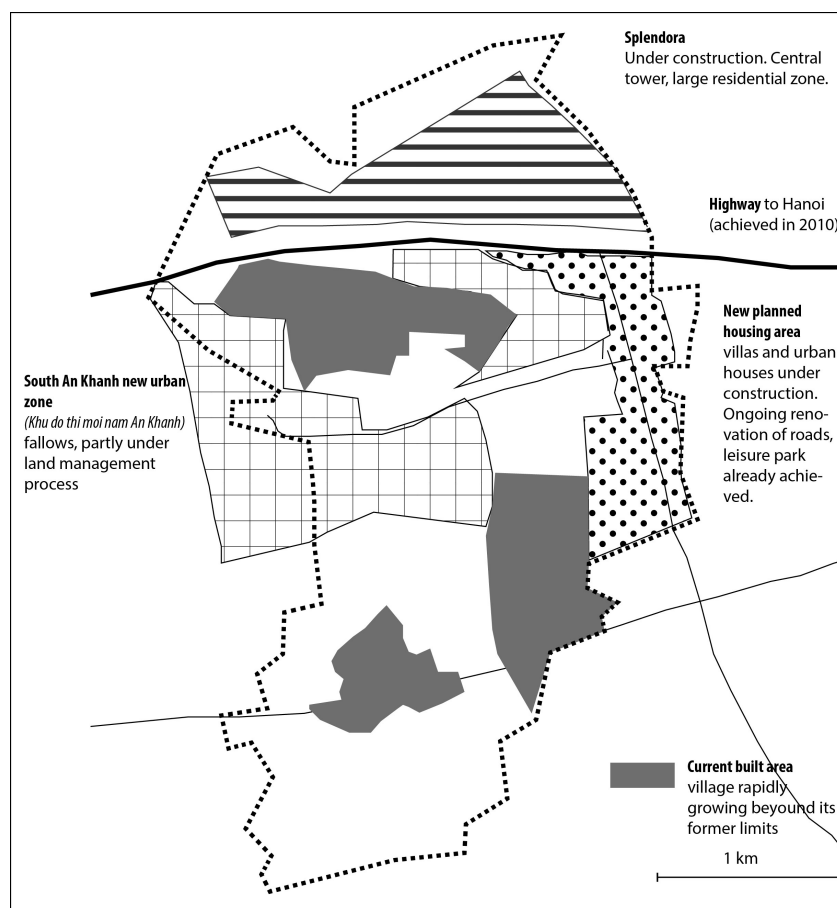 Splendora
Under construction. Central
tower, large residential zone.
Highway to Hanoi
(achieved in 2010)
New planned
housing area
villas and urban
houses under
construction.
Ongoing reno-
vation of roads,
leisure park
already achie-
ved.
South An Khanh new urban
zone
(Khu do thi moi nam An Khanh)
fallows, partly under
land management
process
Current built area
village rapidly
growing beyound its
former limits
1 km